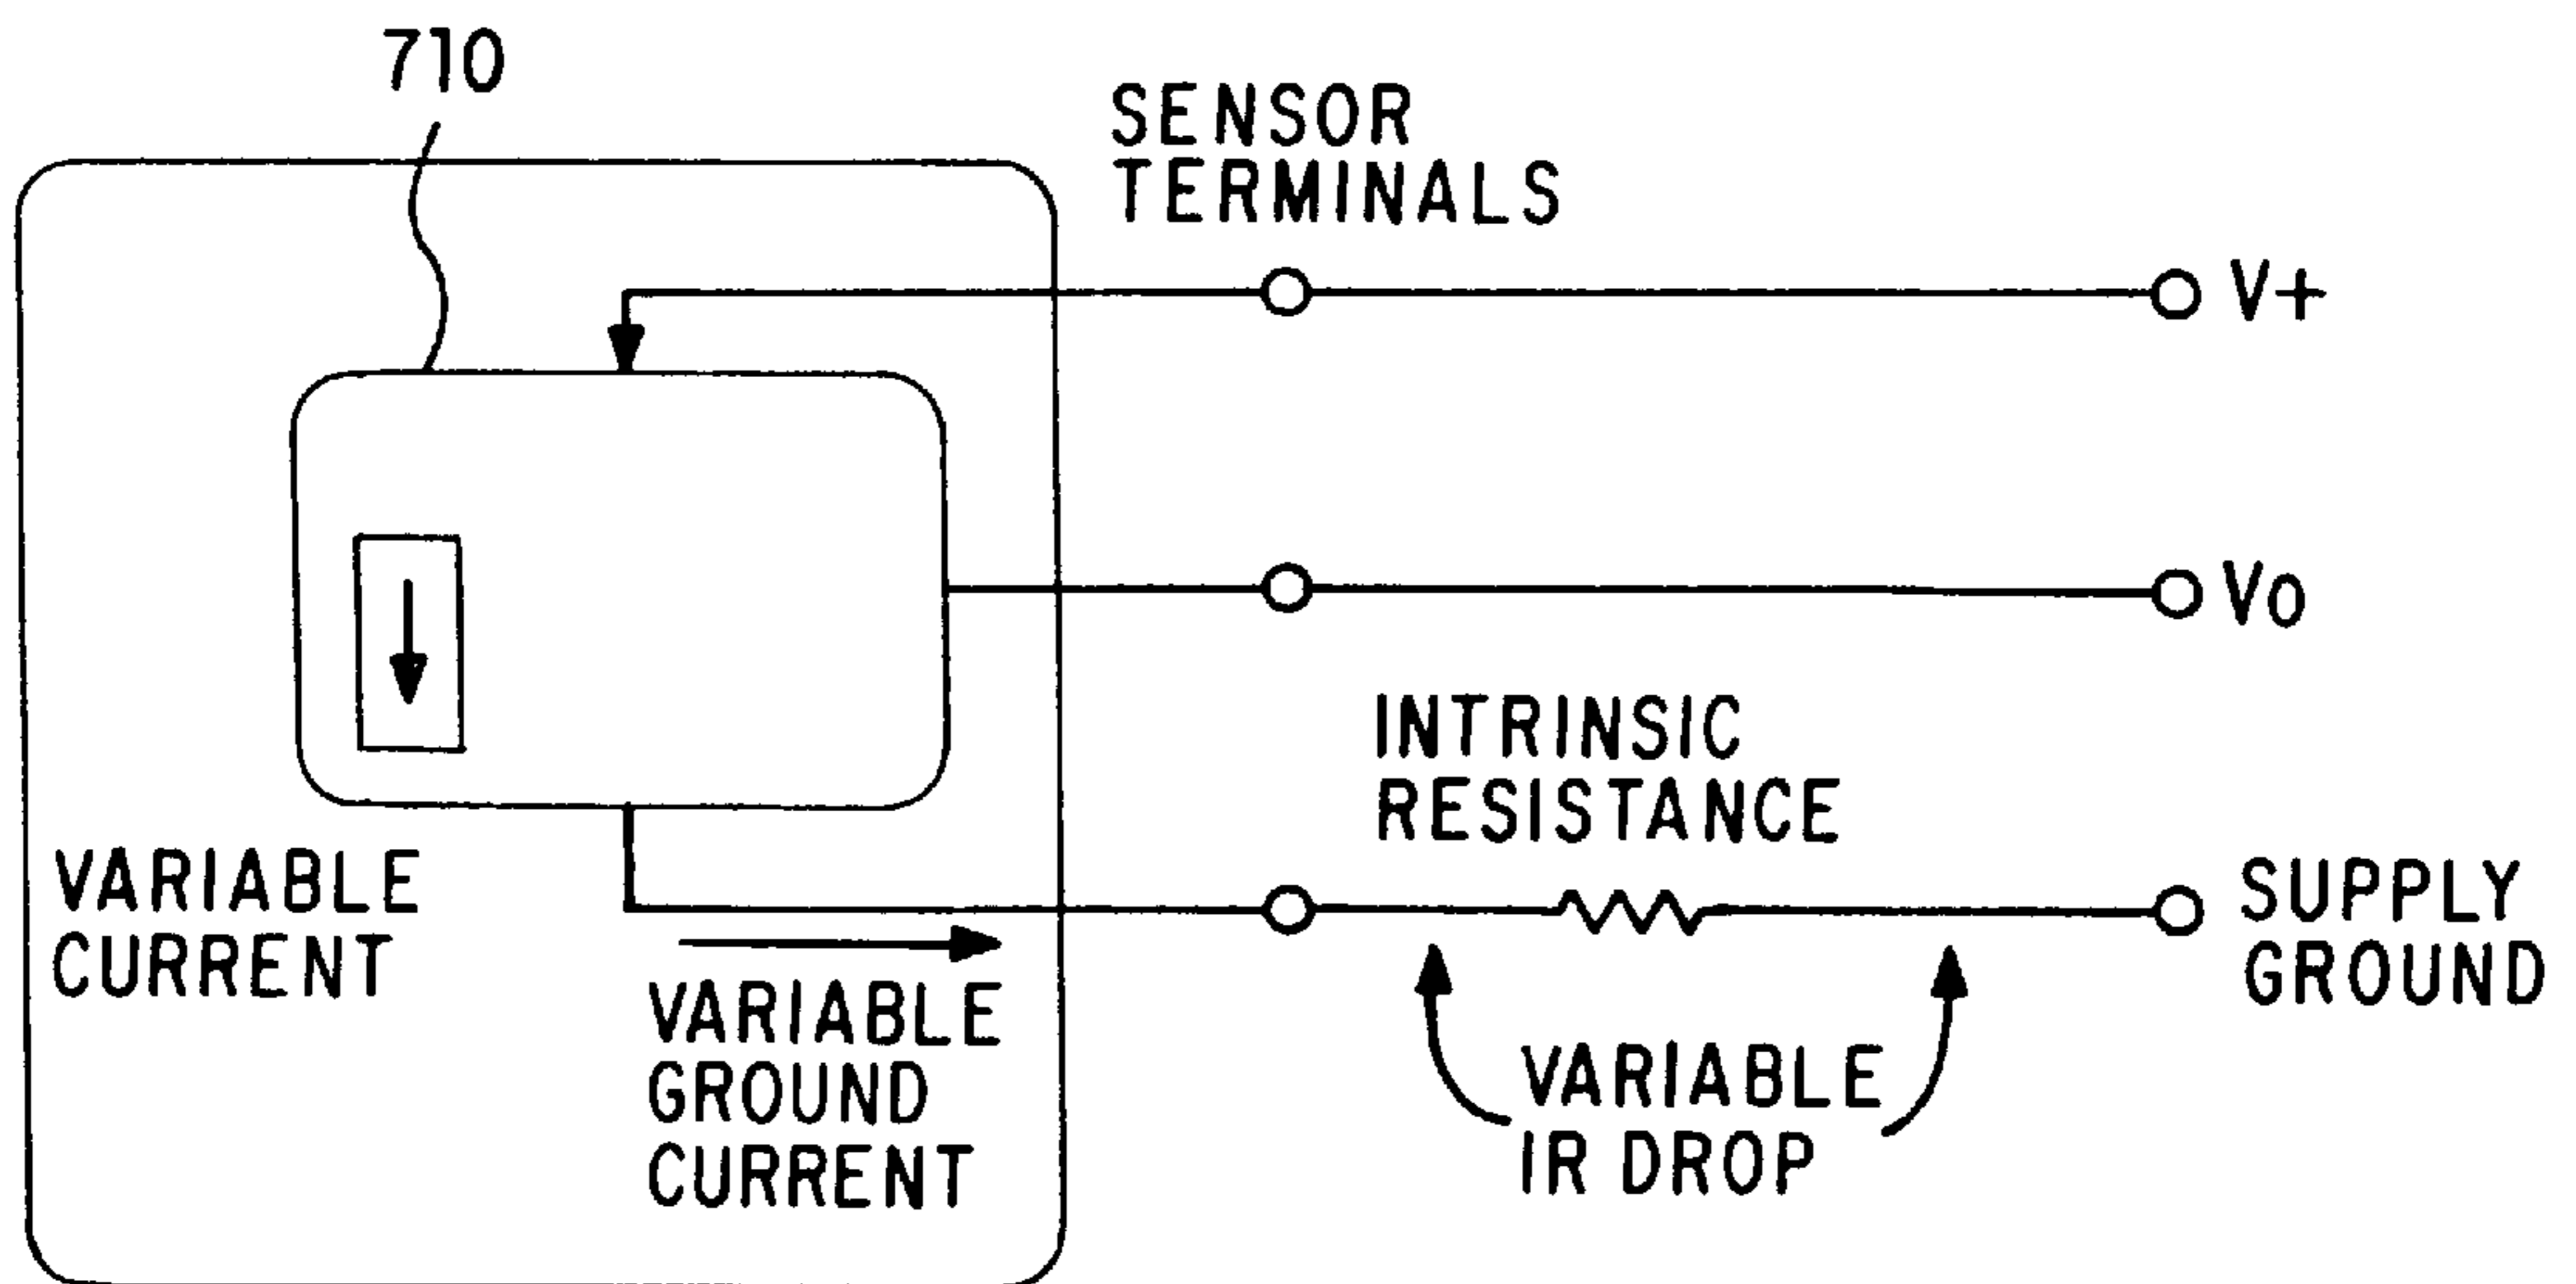 710
SENSOR
TERMINALS
V+
Vo
INTRINSIC
RESISTANCE
VARIABLE
CURRENT
SUPPLY
GROUND
VARIABLE
GROUND
CURRENT
VARIABLE
IR DROP